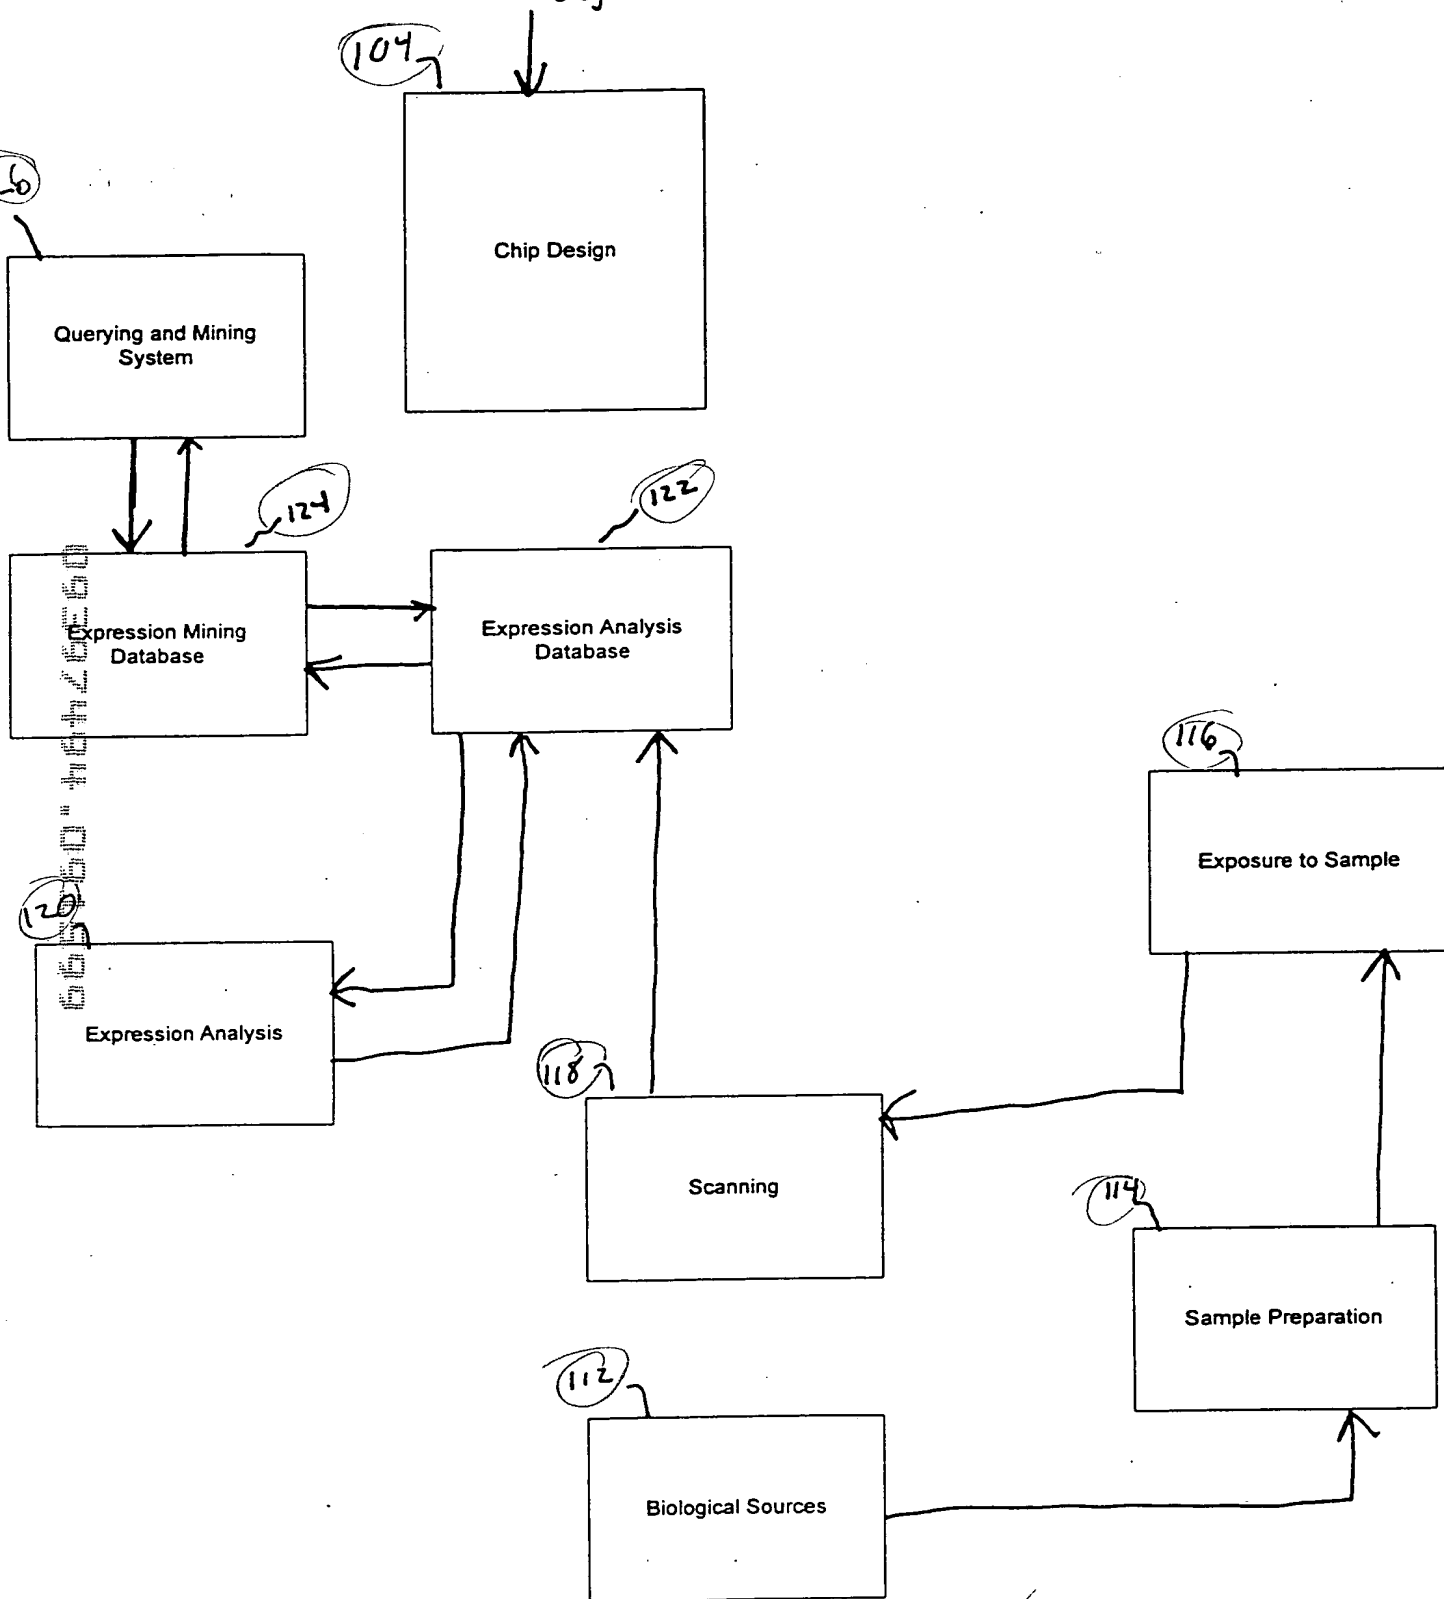 104
Chip Design
Querying and Mining
System
124
122
Expression Mining
Database
Expression Analysis
Database
116
Exposure to Sample
120
Expression Analysis
118
Scanning
114
Sample Preparation
112
Biological Sources